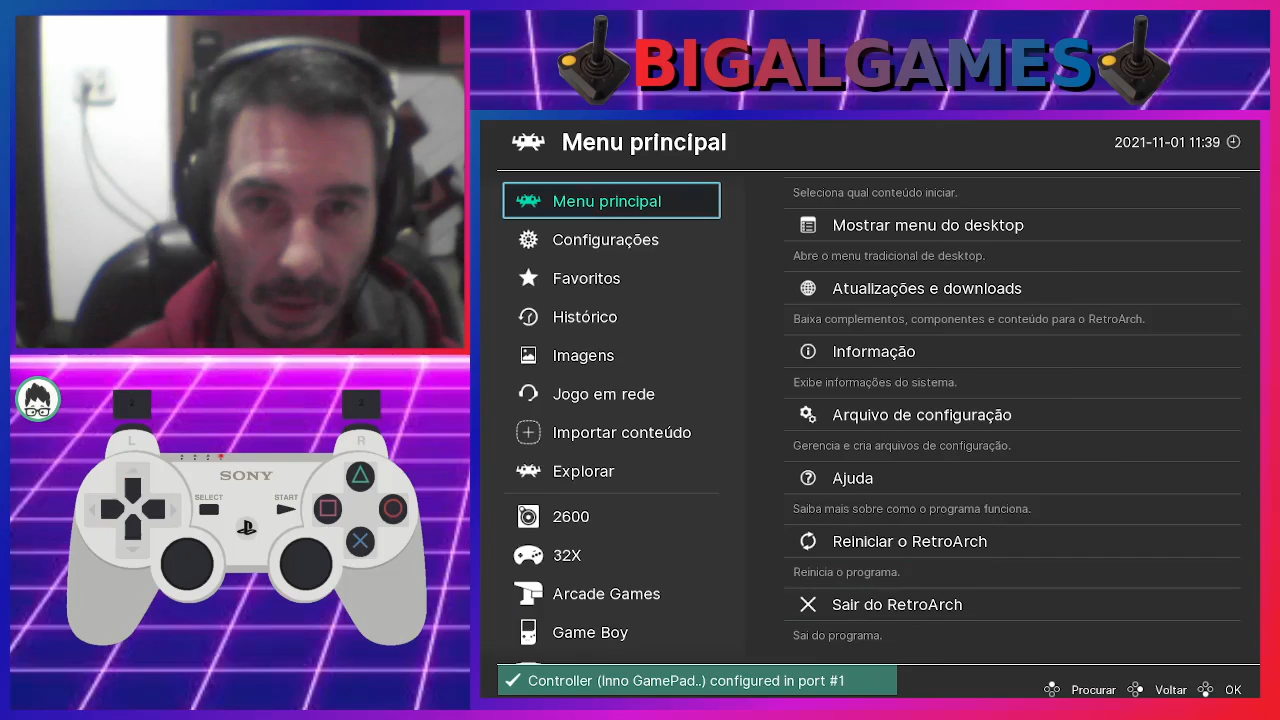 BIGALGAMES
Menu principal
2021-11-01 11:39
Menu principal
Configurações
Favoritos
Histórico
Imagens
Jogo em rede
Importar conteúdo
Explorar
2600
32X
Arcade Games
Game Boy
Seleciona qual conteúdo iniciar.
Mostrar menu do desktop
Abre o menu tradicional de desktop.
Atualizações e downloads
Baixa complementos, componentes e conteúdo para o RetroArch.
Informação
Exibe informações do sistema.
Arquivo de configuração
Gerencia e cria arquivos de configuração.
Ajuda
Saiba mais sobre como o programa funciona.
Reiniciar o RetroArch
Reinicia o programa.
Sair do RetroArch
Sai do programa.
Controller (Inno GamePad..) configured in port #1
Procurar Voltar OK
2 2
L R
SONY
SELECT START